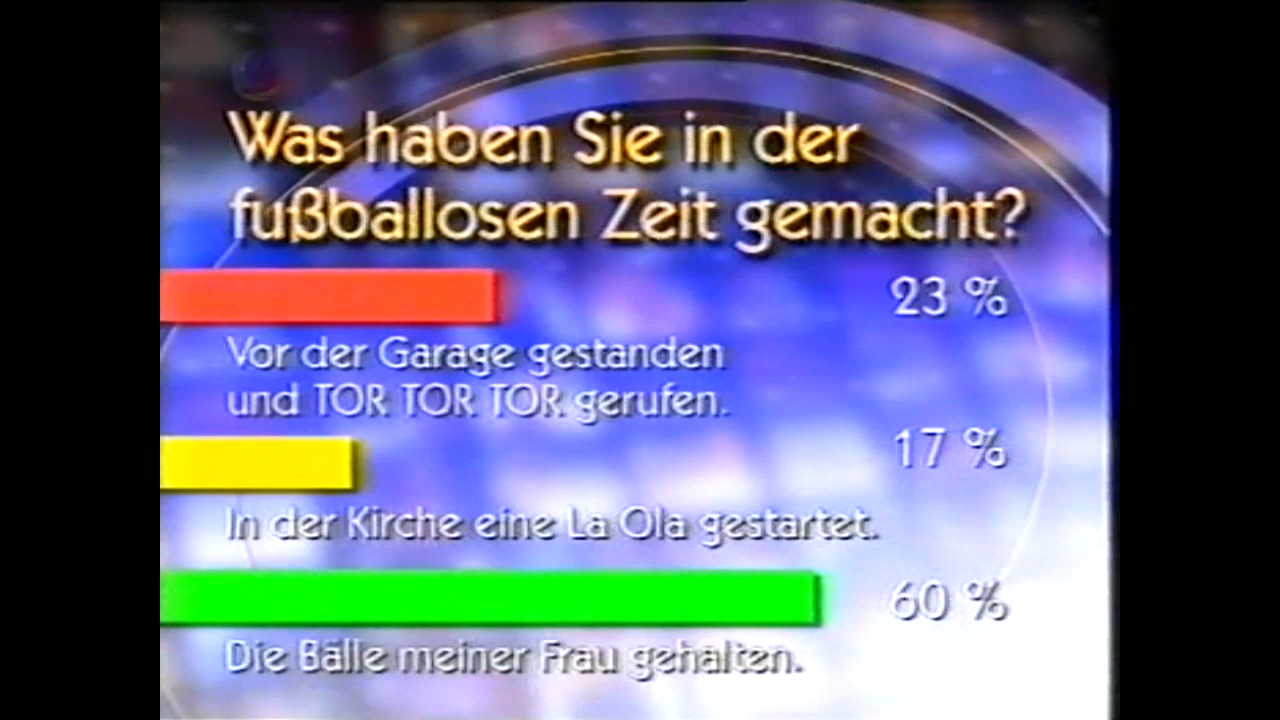 Was haben Sie in der
fußballosen Zeit gemacht?
23 %
Vor der Garage gestanden
und TOR TOR TOR gerufen.
17 %
In der Kirche eine La Ola gestartet.
60 %
Die Bälle meiner Frau gehalten.